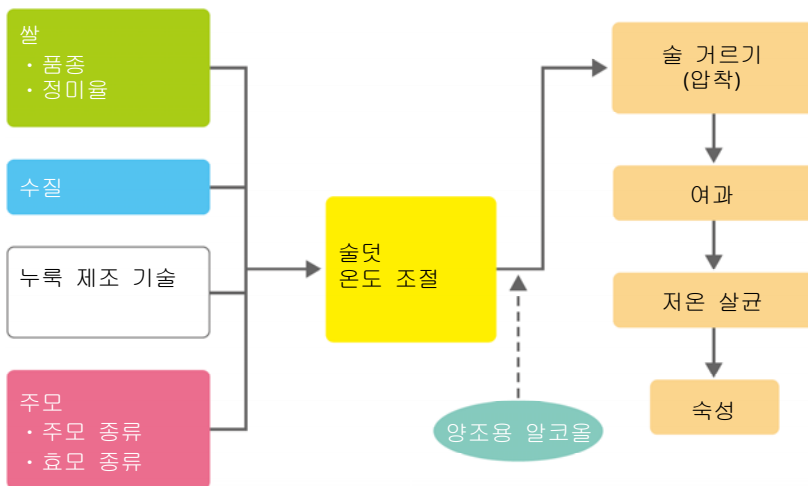 쌀
· 품종
· 정미율
수질
누룩 제조 기술
주모
· 주모 종류
· 효모 종류
술덧
온도 조절
양조용 알코올
술 거르기
(압착)
여과
저온 살균
숙성